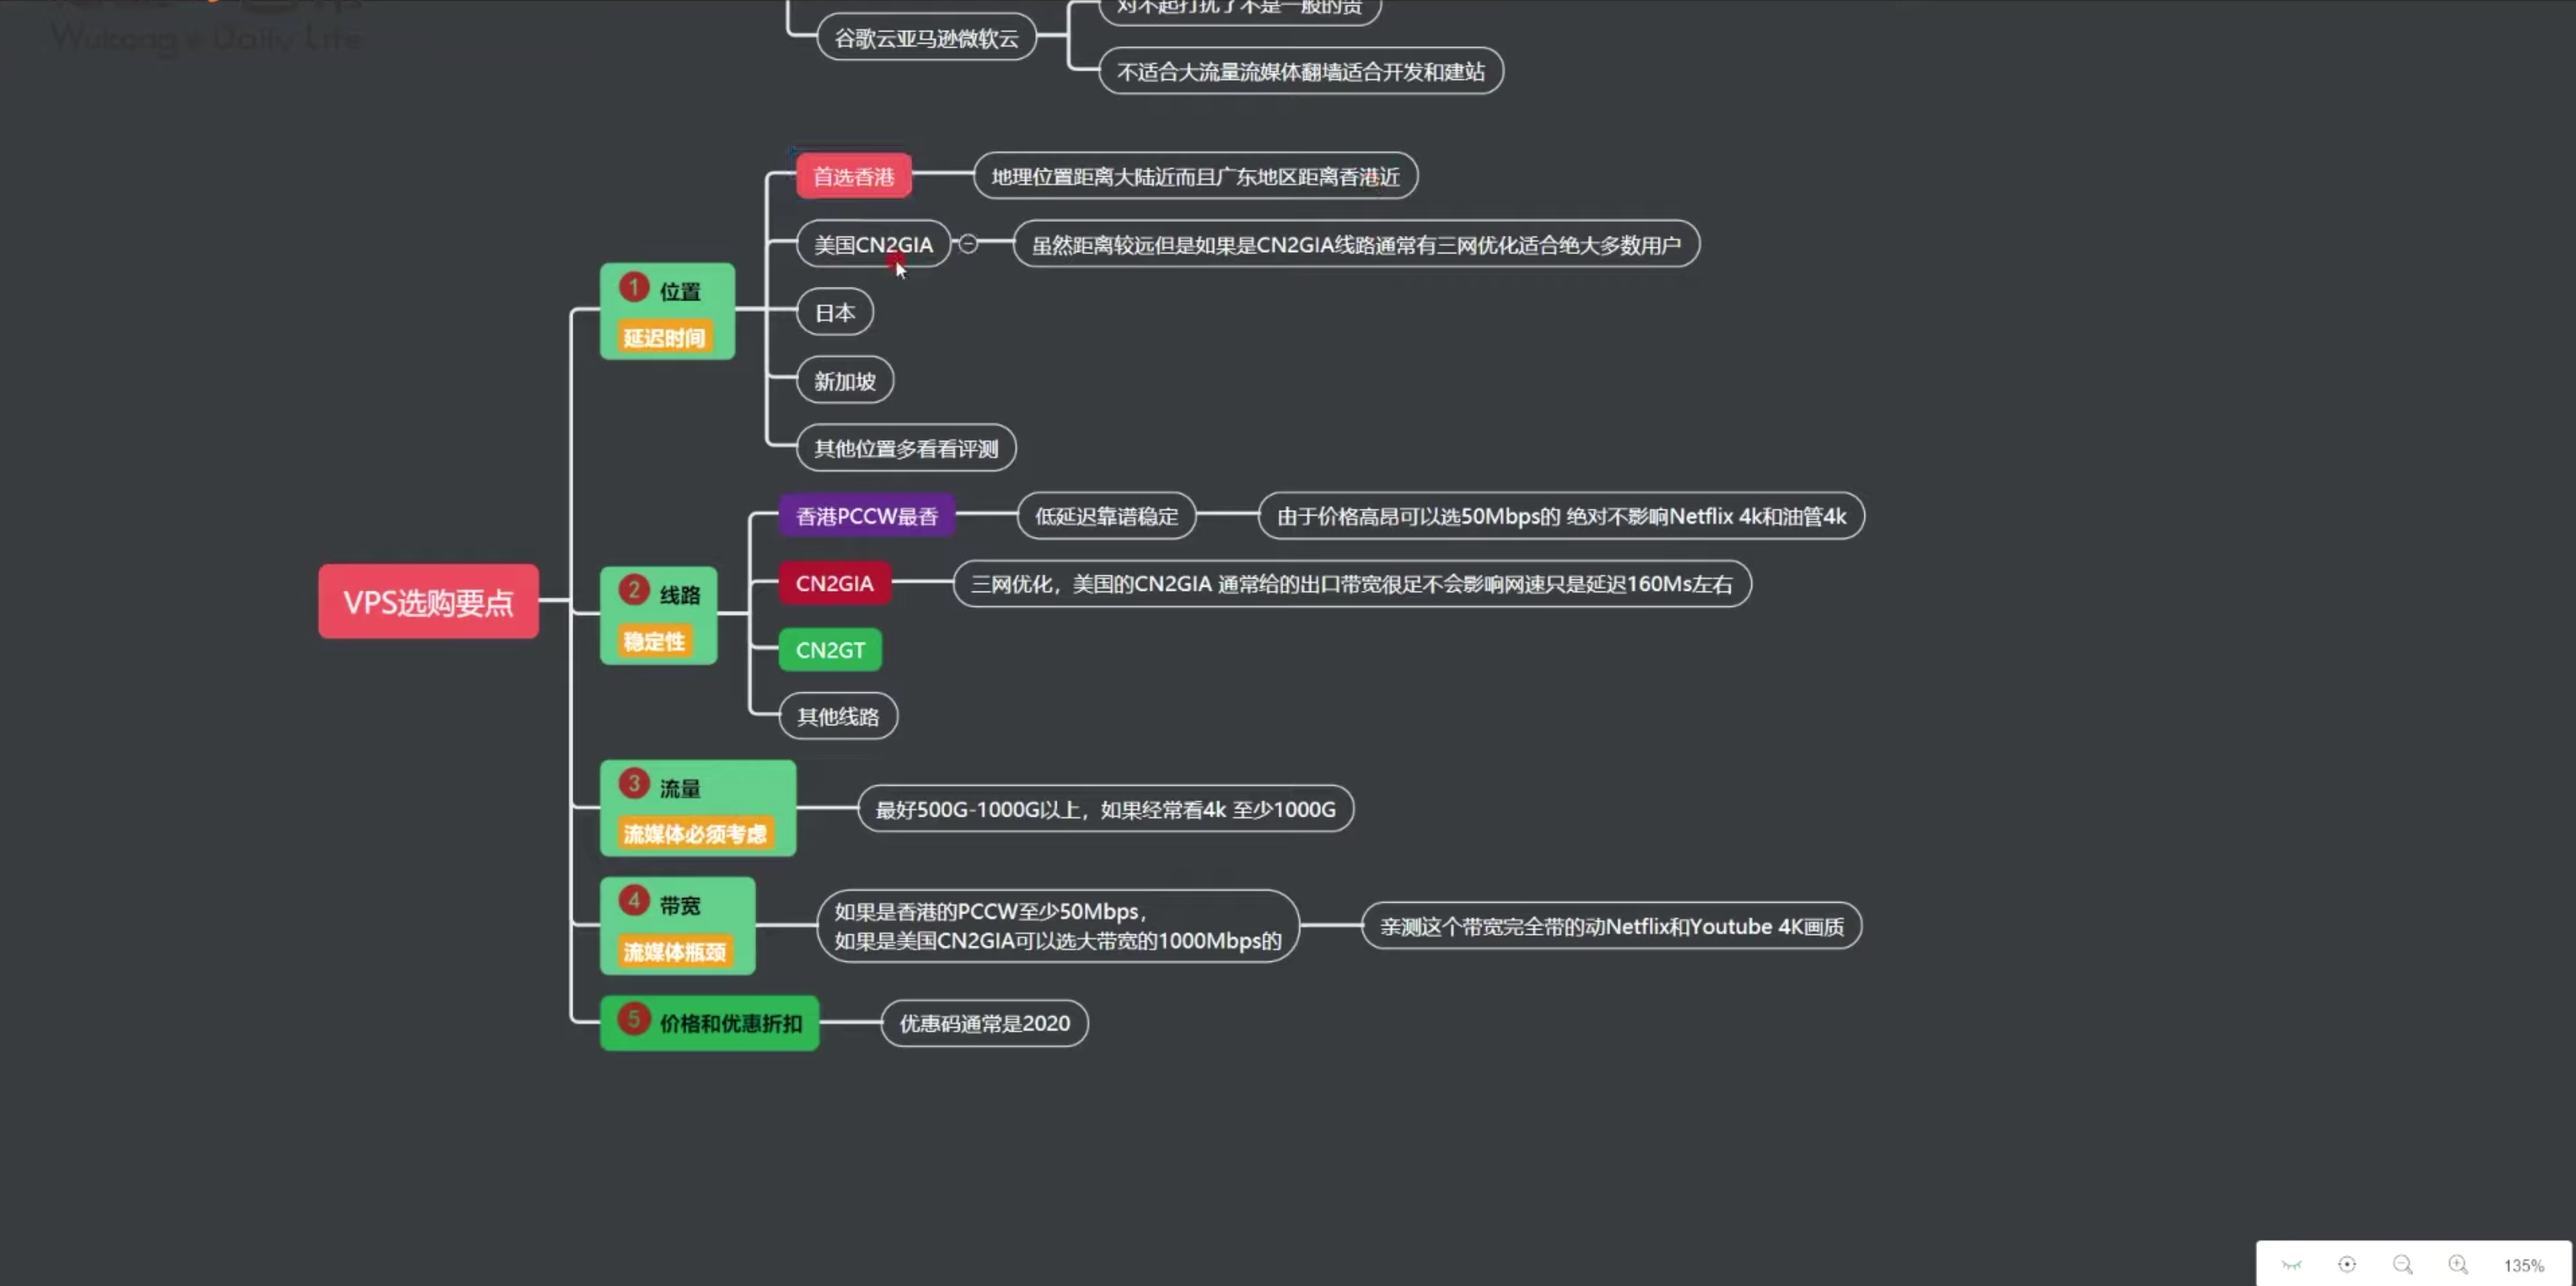 Wukong's Daily Life
对不起打扰了不是一般的贵
谷歌云亚马逊微软云
不适合大流量流媒体翻墙适合开发和建站
首选香港
地理位置距离大陆近而且广东地区距离香港近
美国CN2GIA
虽然距离较远但是如果是CN2GIA线路通常有三网优化适合绝大多数用户
1 位置
延迟时间
日本
新加坡
其他位置多看看评测
香港PCCW最香
低延迟靠谱稳定
由于价格高昂可以选50Mbps的 绝对不影响Netflix 4k和油管4k
VPS选购要点
2 线路
稳定性
CN2GIA
三网优化，美国的CN2GIA 通常给的出口带宽很足不会影响网速只是延迟160Ms左右
CN2GT
其他线路
3 流量
流媒体必须考虑
最好500G-1000G以上，如果经常看4k 至少1000G
4 带宽
流媒体瓶颈
如果是香港的PCCW至少50Mbps，
如果是美国CN2GIA可以选大带宽的1000Mbps的
亲测这个带宽完全带的动Netflix和Youtube 4K画质
5 价格和优惠折扣
优惠码通常是2020
135%